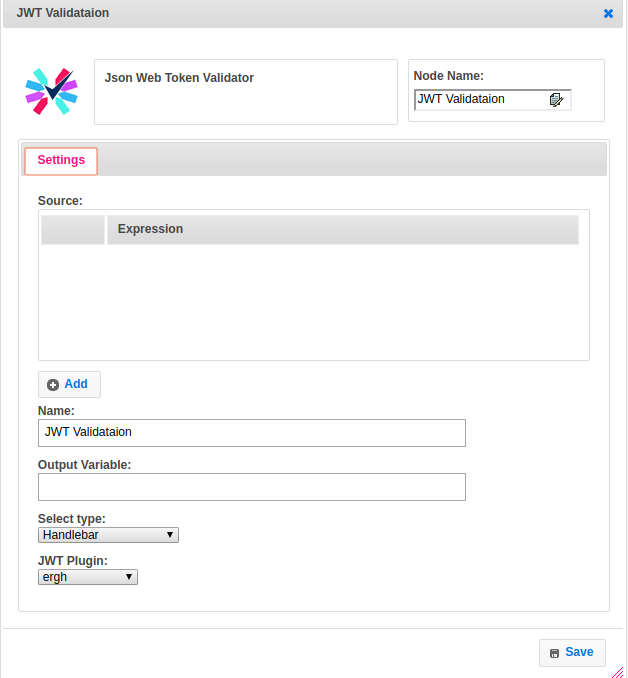 JWT Validataion
Json Web Token Validator
Node Name:
JWT Validataion
Settings
Source:
Expression
Add
Name:
JWT Validataion
Output Variable:
Select type:
Handlebar
JWT Plugin:
ergh
Save